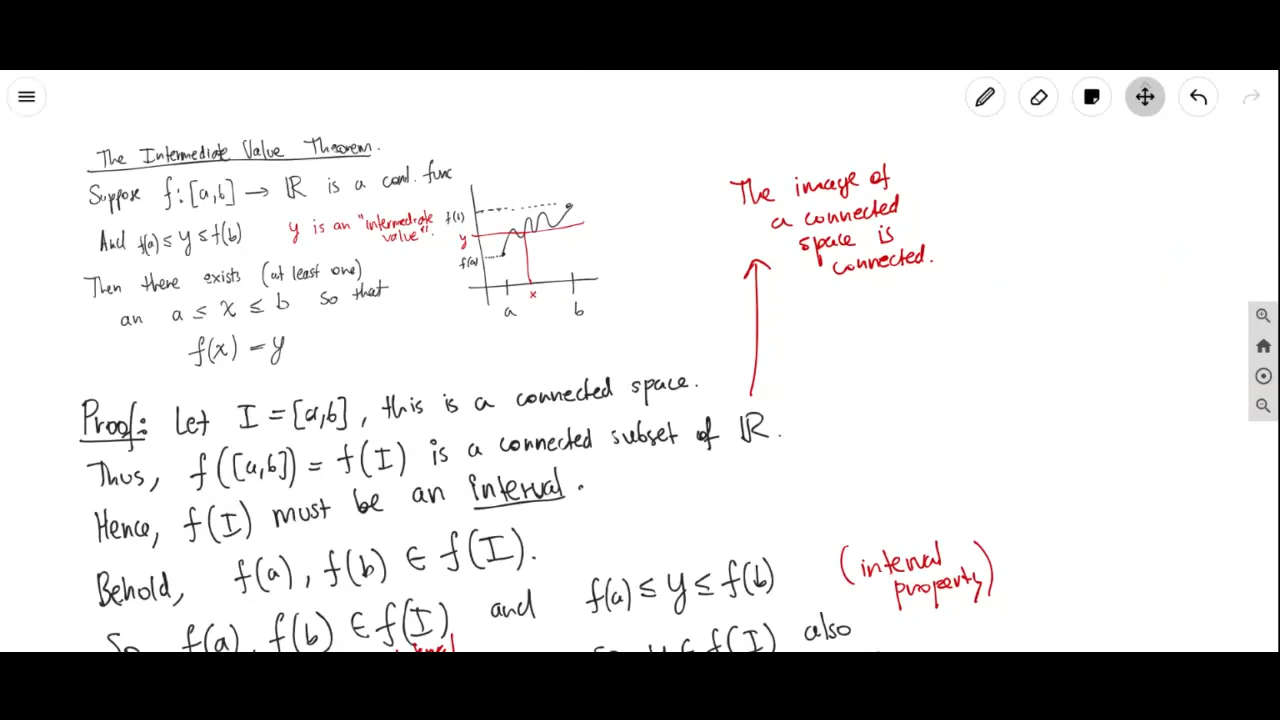 The Intermediate Value Theorem.
Suppose f: [a,b] → ℝ is a cont. func
And f(a) ≤ y ≤ f(b)
y is an "intermediate
value".
Then there exists (at least one)
an a ≤ x ≤ b so that
f(x) = y
f(b)
y
f(a)
a
x
b
The image of
a connected
space is
connected.
Proof: Let I = [a,b], this is a connected space.
Thus, f([a,b]) = f(I) is a connected subset of ℝ.
Hence, f(I) must be an interval.
Behold, f(a), f(b) ∈ f(I).
So f(a), f(b) ∈ f(I) and f(a) ≤ y ≤ f(b)
(interval
property)
So y ∈ f(I) also